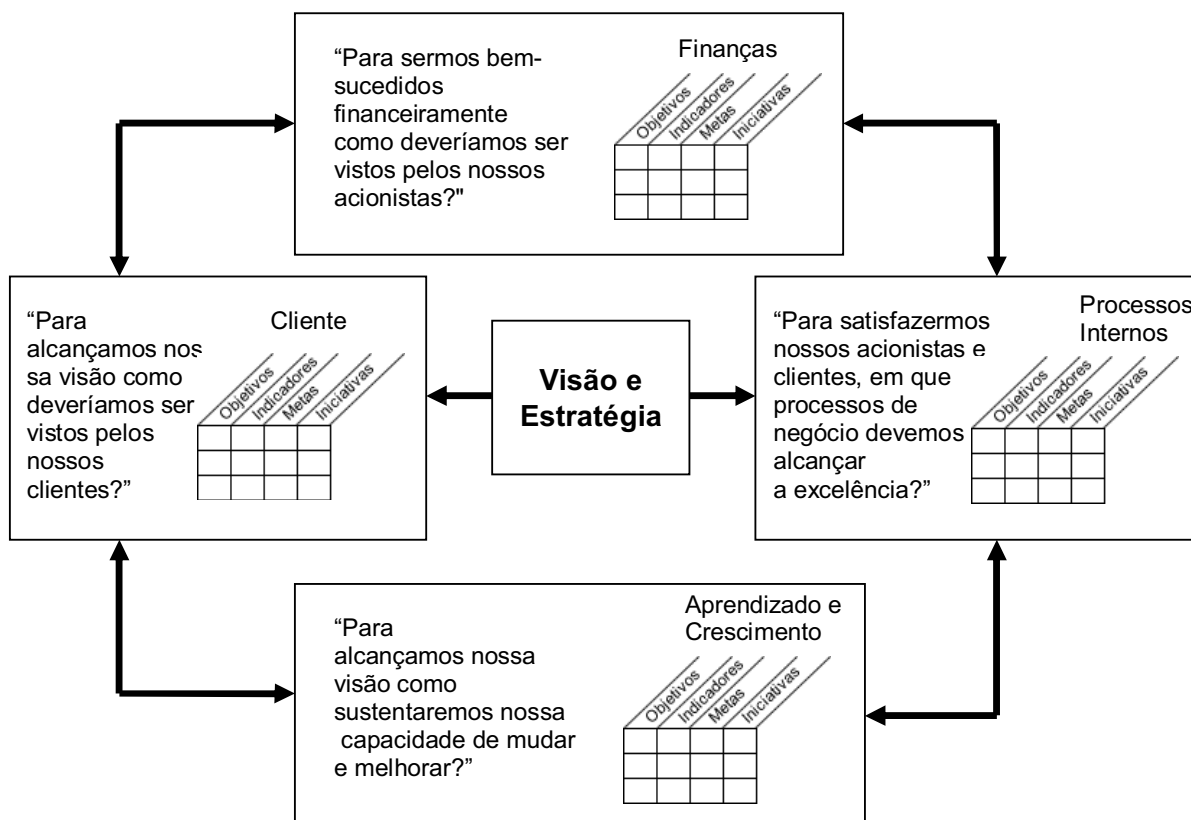 “Para sermos bem-
sucedidos
financeiramente
como deveríamos ser
vistos pelos nossos
acionistas?"
Finanças
Objetivos
Indicadores
Metas
Iniciativas
“Para
alcançamos nos
sa visão como
deveríamos ser
vistos pelos
nossos
clientes?”
Cliente
Objetivos
Indicadores
Metas
Iniciativas
Visão e
Estratégia
“Para satisfazermos
nossos acionistas e
clientes, em que
processos de
negócio devemos
alcançar
a excelência?”
Processos
Internos
Objetivos
Indicadores
Metas
Iniciativas
“Para
alcançamos nossa
visão como
sustentaremos nossa
capacidade de mudar
e melhorar?”
Aprendizado e
Crescimento
Objetivos
Indicadores
Metas
Iniciativas